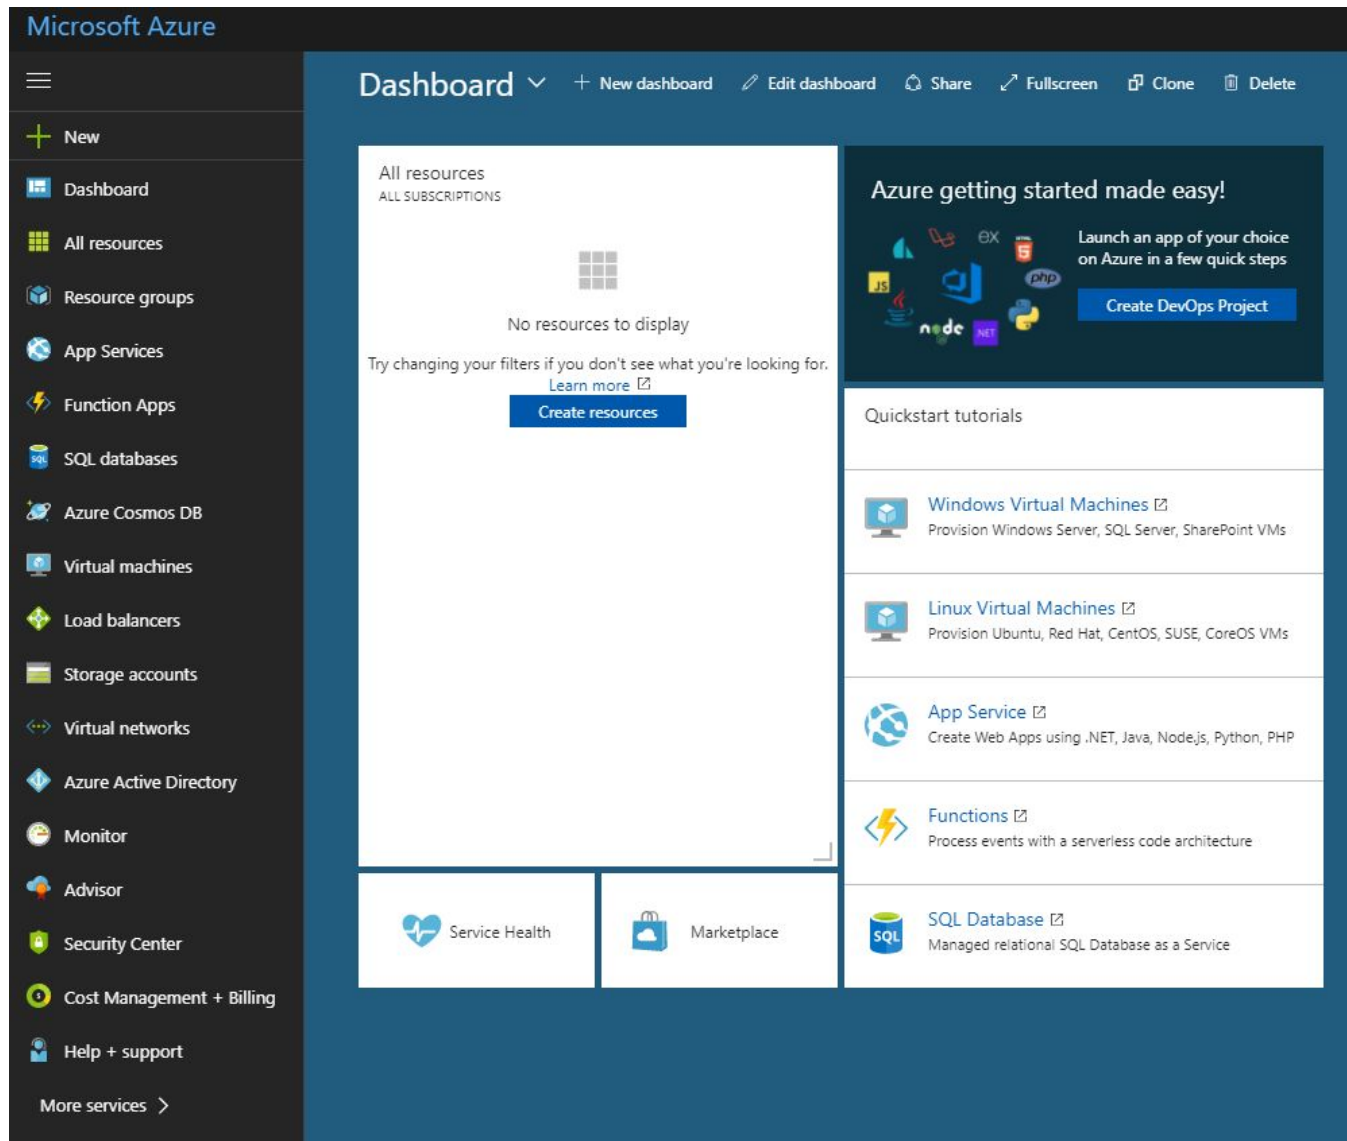 Microsoft Azure
New
Dashboard
All resources
Resource groups
App Services
Function Apps
SQL databases
Azure Cosmos DB
Virtual machines
Load balancers
Storage accounts
Virtual networks
Azure Active Directory
Monitor
Advisor
Security Center
Cost Management + Billing
Help + support
More services
Dashboard
New dashboard
Edit dashboard
Share
Fullscreen
Clone
Delete
All resources
ALL SUBSCRIPTIONS
No resources to display
Try changing your filters if you don't see what you're looking for.
Learn more
Create resources
Service Health
Marketplace
Azure getting started made easy!
ex
HTML
5
JS
php
node
.NET
Launch an app of your choice
on Azure in a few quick steps
Create DevOps Project
Quickstart tutorials
Windows Virtual Machines
Provision Windows Server, SQL Server, SharePoint VMs
Linux Virtual Machines
Provision Ubuntu, Red Hat, CentOS, SUSE, CoreOS VMs
App Service
Create Web Apps using .NET, Java, Node.js, Python, PHP
Functions
Process events with a serverless code architecture
SQL
SQL Database
Managed relational SQL Database as a Service